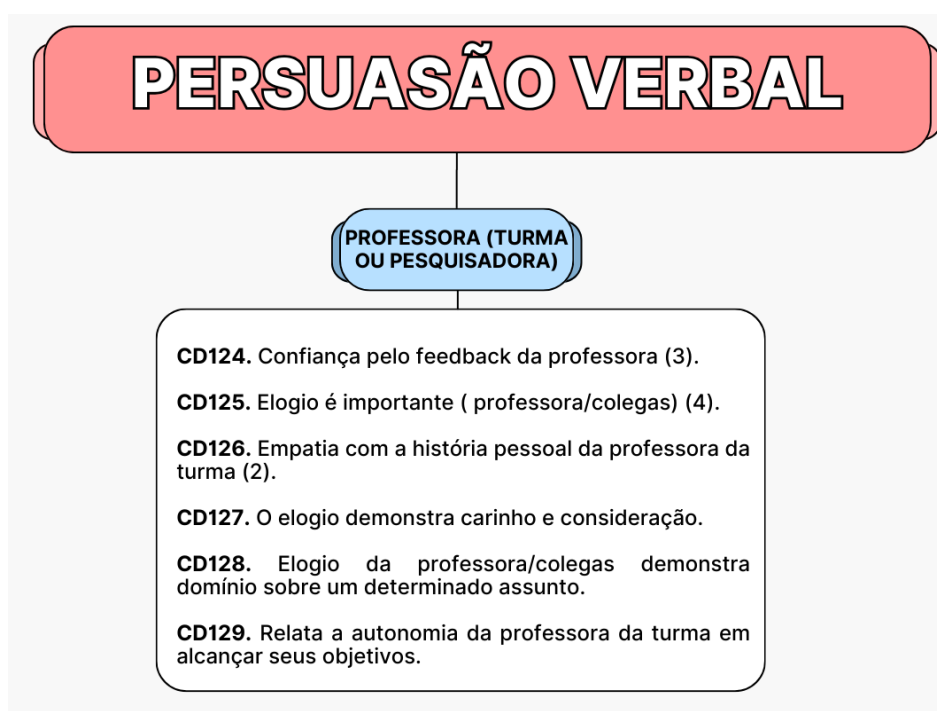 PERSUASÃO VERBAL
PROFESSORA (TURMA
OU PESQUISADORA)
CD124. Confiança pelo feedback da professora (3).
CD125. Elogio é importante ( professora/colegas) (4).
CD126. Empatia com a história pessoal da professora da
turma (2).
CD127. O elogio demonstra carinho e consideração.
CD128. Elogio da professora/colegas demonstra
domínio sobre um determinado assunto.
CD129. Relata a autonomia da professora da turma em
alcançar seus objetivos.